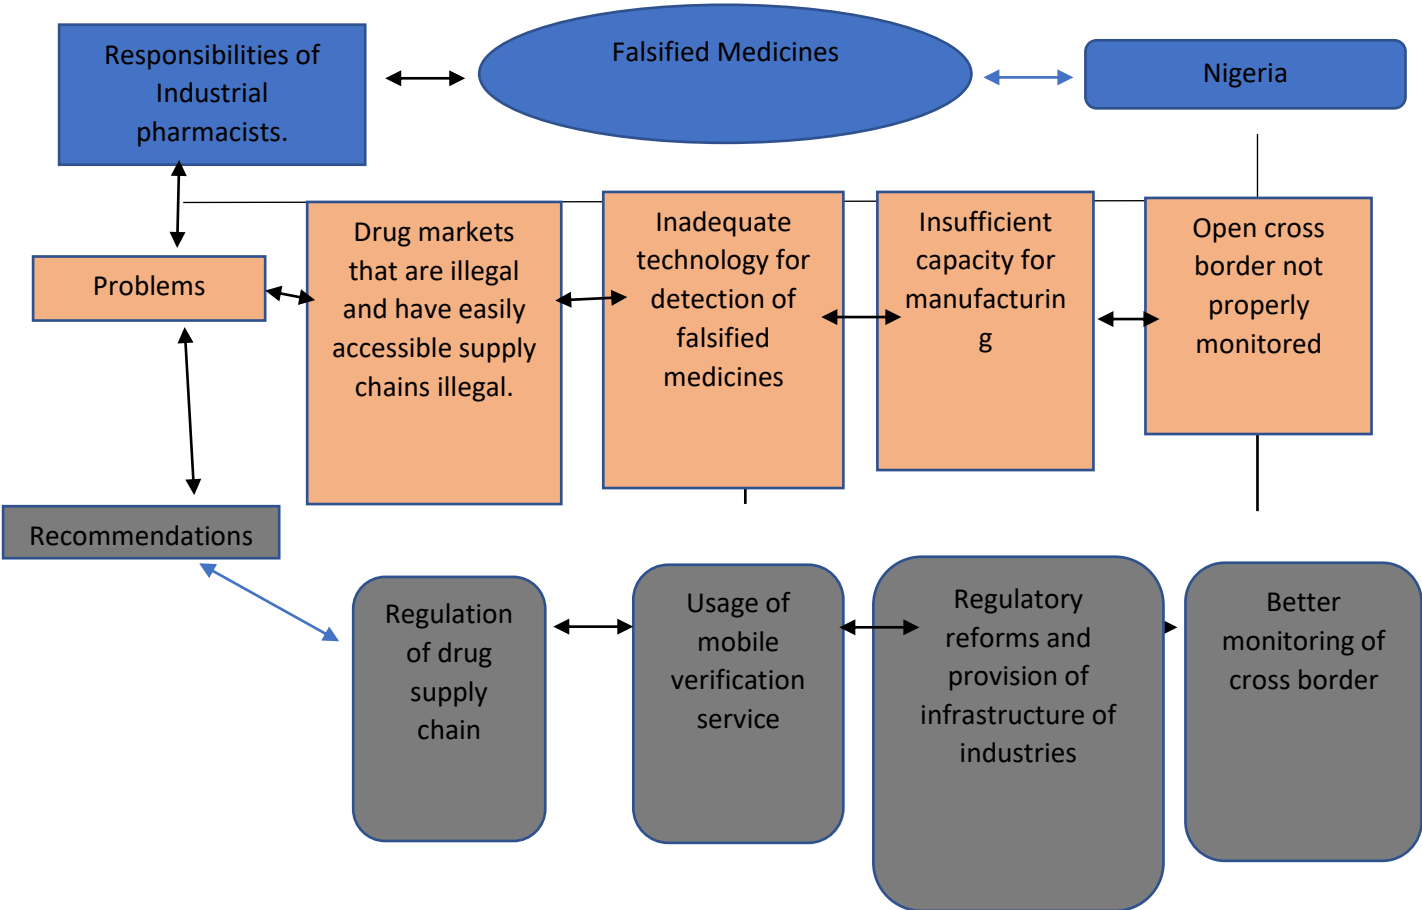 Responsibilities of
Industrial
pharmacists.
Falsified Medicines
Nigeria
Problems
Drug markets
that are illegal
and have easily
accessible supply
chains illegal.
Inadequate
technology for
detection of
falsified
medicines
Insufficient
capacity for
manufacturin
g
Open cross
border not
properly
monitored
Recommendations
Regulation
of drug
supply
chain
Usage of
mobile
verification
service
Regulatory
reforms and
provision of
infrastructure of
industries
Better
monitoring of
cross border